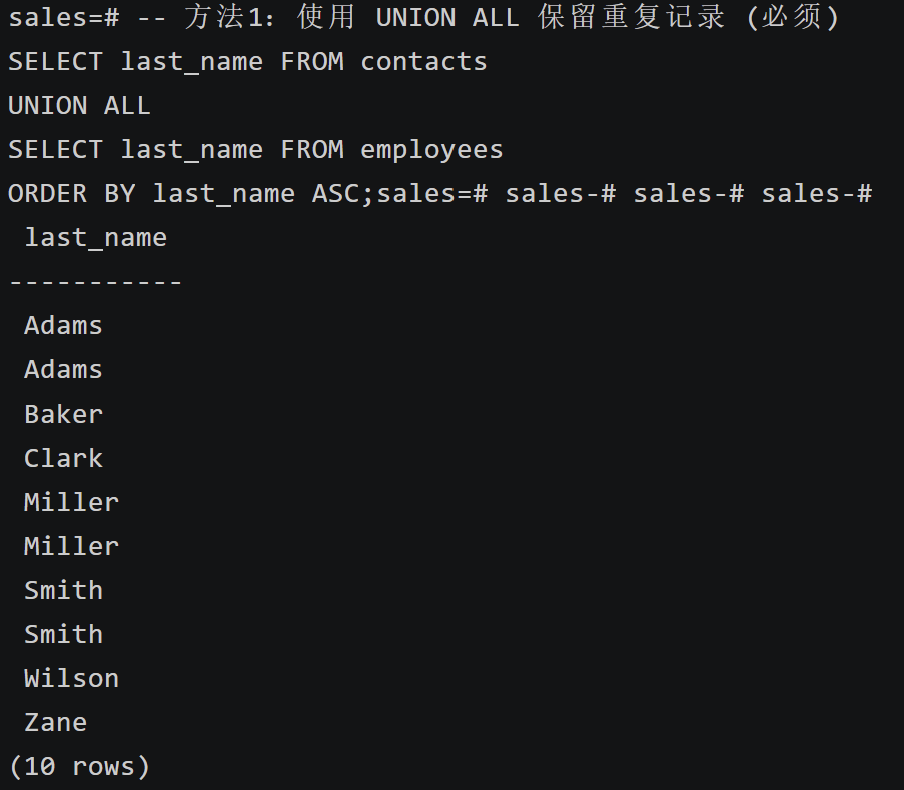 sales=# -- 方法1：使用 UNION ALL 保留重复记录 (必须)
SELECT last_name FROM contacts
UNION ALL
SELECT last_name FROM employees
ORDER BY last_name ASC;sales=# sales-# sales-# sales-#
 last_name
-----------
 Adams
 Adams
 Baker
 Clark
 Miller
 Miller
 Smith
 Smith
 Wilson
 Zane
(10 rows)